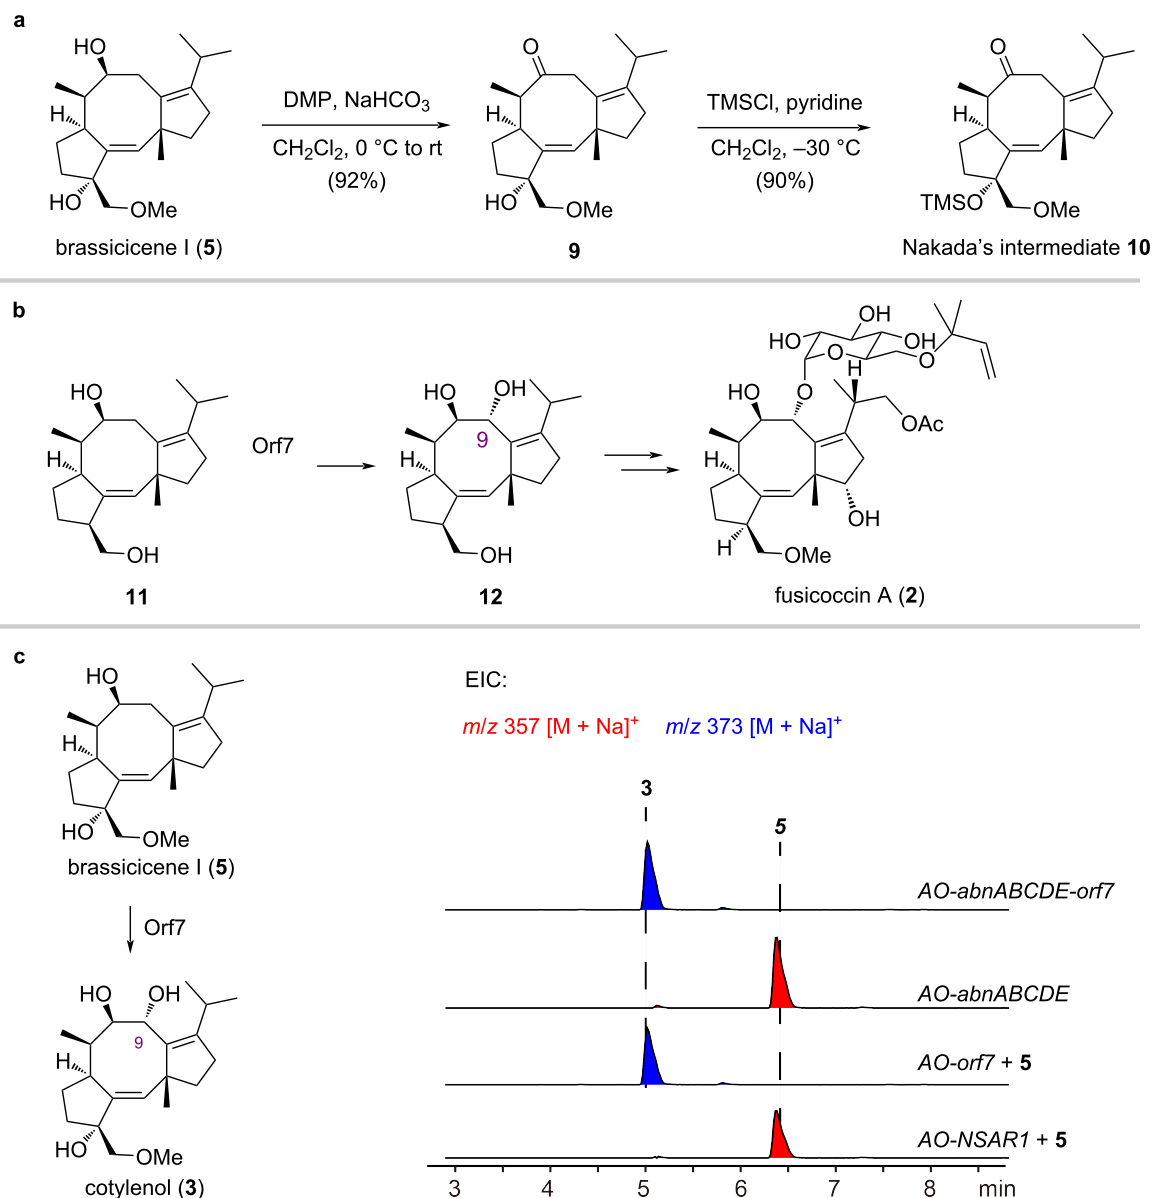 a
HO
H
HO
OMe
brassicicene I (5)
DMP, NaHCO3
CH2Cl2, 0 °C to rt
(92%)
O
H
HO
OMe
9
TMSCl, pyridine
CH2Cl2, –30 °C
(90%)
O
H
TMSO
OMe
Nakada's intermediate 10
b
HO
H
OH
11
Orf7
HO
OH
9
H
OH
12
OH
HO
OH
O
O
H
O
HO
OAc
H
OH
H
OMe
fusicoccin A (2)
c
HO
H
HO
OMe
brassicicene I (5)
Orf7
HO
OH
9
H
HO
OMe
cotylenol (3)
EIC:
m/z 357 [M + Na]+
m/z 373 [M + Na]+
3
5
AO-abnABCDE-orf7
AO-abnABCDE
AO-orf7 + 5
AO-NSAR1 + 5
3 4 5 6 7 8 min